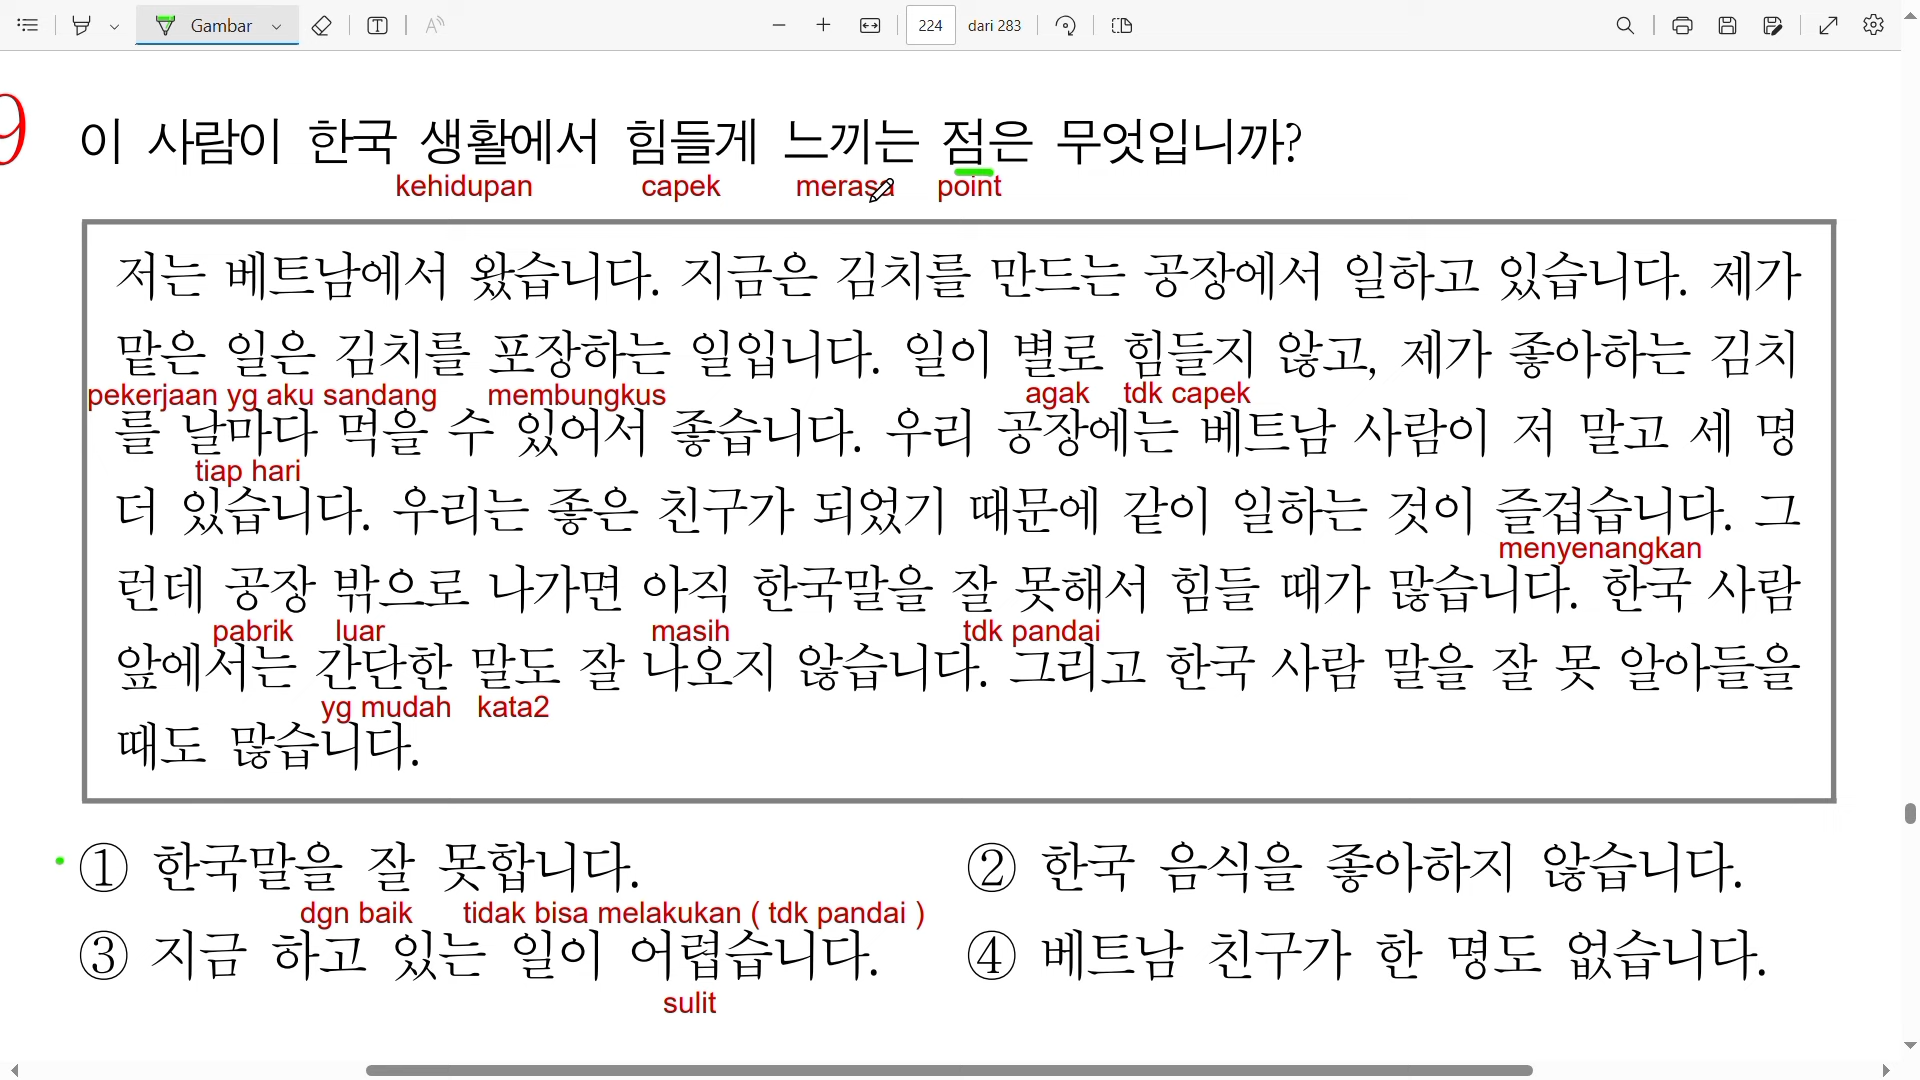 Gambar
224 dari 283
9
이 사람이 한국 생활에서 힘들게 느끼는 점은 무엇입니까?
kehidupan capek merasa point
저는 베트남에서 왔습니다. 지금은 김치를 만드는 공장에서 일하고 있습니다. 제가
맡은 일은 김치를 포장하는 일입니다. 일이 별로 힘들지 않고, 제가 좋아하는 김치
pekerjaan yg aku sandang membungkus agak tdk capek
를 날마다 먹을 수 있어서 좋습니다. 우리 공장에는 베트남 사람이 저 말고 세 명
tiap hari
더 있습니다. 우리는 좋은 친구가 되었기 때문에 같이 일하는 것이 즐겁습니다. 그
menyenangkan
런데 공장 밖으로 나가면 아직 한국말을 잘 못해서 힘들 때가 많습니다. 한국 사람
pabrik luar masih tdk pandai
앞에서는 간단한 말도 잘 나오지 않습니다. 그리고 한국 사람 말을 잘 못 알아들을
yg mudah kata2
때도 많습니다.
① 한국말을 잘 못합니다. ② 한국 음식을 좋아하지 않습니다.
dgn baik tidak bisa melakukan ( tdk pandai )
③ 지금 하고 있는 일이 어렵습니다. ④ 베트남 친구가 한 명도 없습니다.
sulit